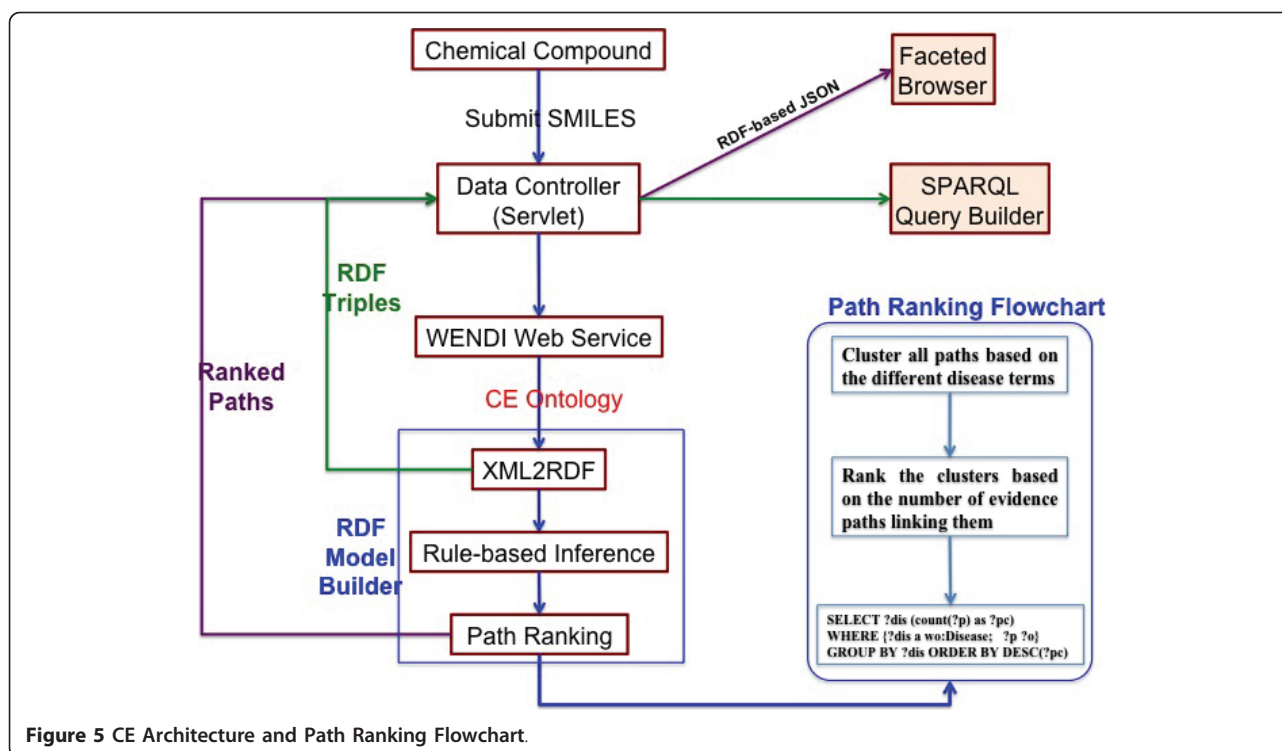 Chemical Compound
Submit SMILES
RDF-based JSON
Faceted
Browser
Data Controller
(Servlet)
SPARQL
Query Builder
RDF
Triples
Ranked
Paths
WENDI Web Service
CE Ontology
XML2RDF
RDF
Model
Builder
Rule-based Inference
Path Ranking
Path Ranking Flowchart
Cluster all paths based on
the different disease terms
Rank the clusters based
on the number of evidence
paths linking them
SELECT ?dis (count(?p) as ?pc)
WHERE {?dis a wo:Disease; ?p ?o}
GROUP BY ?dis ORDER BY DESC(?pc)
Figure 5 CE Architecture and Path Ranking Flowchart.